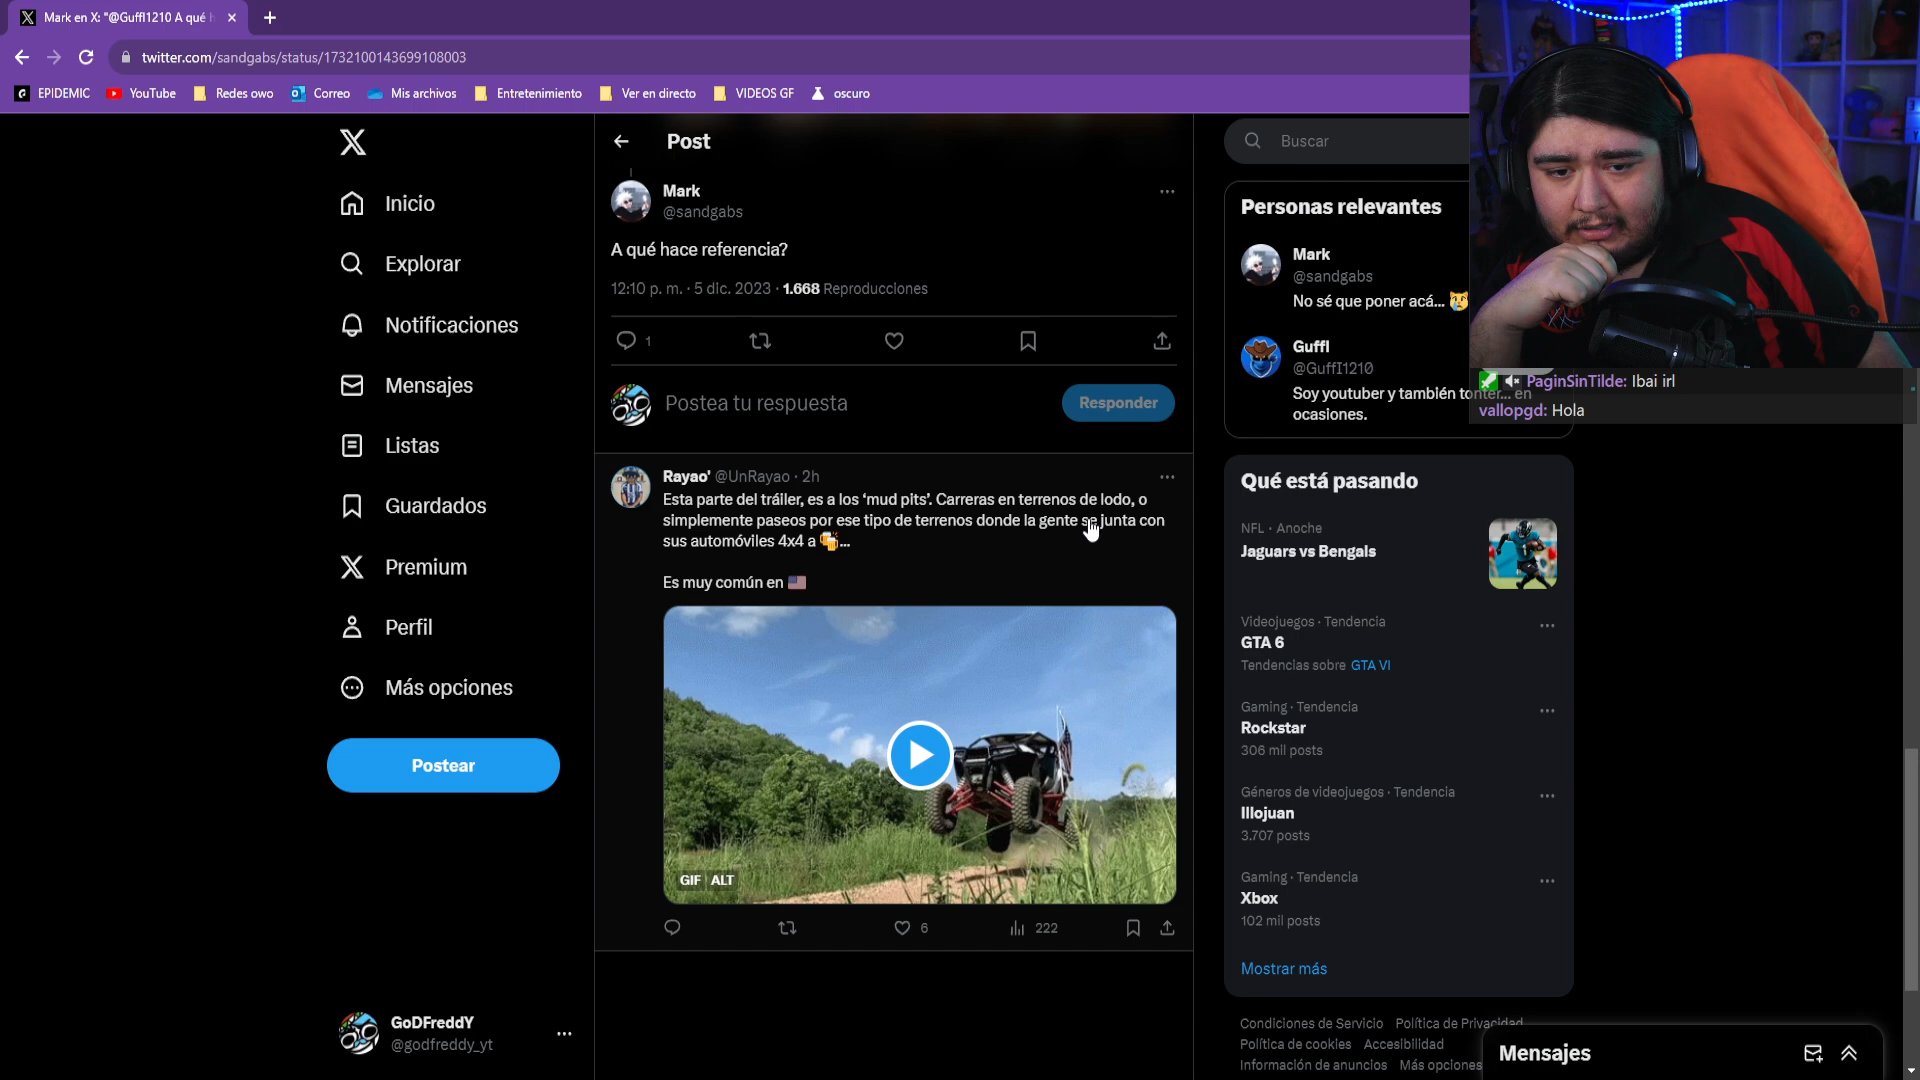 Mark en X: "@GuffI1210 A qué h
twitter.com/sandgabs/status/1732100143699108003
EPIDEMIC YouTube Redes owo Correo Mis archivos Entretenimiento Ver en directo VIDEOS GF oscuro
Inicio
Explorar
Notificaciones
Mensajes
Listas
Guardados
Premium
Perfil
Más opciones
Postear
GoDFreddY
@godfreddy_yt
Post
Mark
@sandgabs
A qué hace referencia?
12:10 p. m. · 5 dic. 2023 · 1.668 Reproducciones
1
Postea tu respuesta
Responder
Rayao' @UnRayao · 2h
Esta parte del tráiler, es a los ‘mud pits’. Carreras en terrenos de lodo, o
simplemente paseos por ese tipo de terrenos donde la gente se junta con
sus automóviles 4x4 a 🍻...
Es muy común en 🇺🇸
GIF ALT
6 222
Buscar
Personas relevantes
Mark
@sandgabs
No sé que poner acá... 😿
Guffl
@GuffI1210
Soy youtuber y también tonter... en
ocasiones.
PaginSinTilde: Ibai irl
vallopgd: Hola
Qué está pasando
NFL · Anoche
Jaguars vs Bengals
Videojuegos · Tendencia
GTA 6
Tendencias sobre GTA VI
Gaming · Tendencia
Rockstar
306 mil posts
Géneros de videojuegos · Tendencia
Illojuan
3.707 posts
Gaming · Tendencia
Xbox
102 mil posts
Mostrar más
Condiciones de Servicio Política de Privacidad
Política de cookies Accesibilidad
Información de anuncios Más opciones
Mensajes